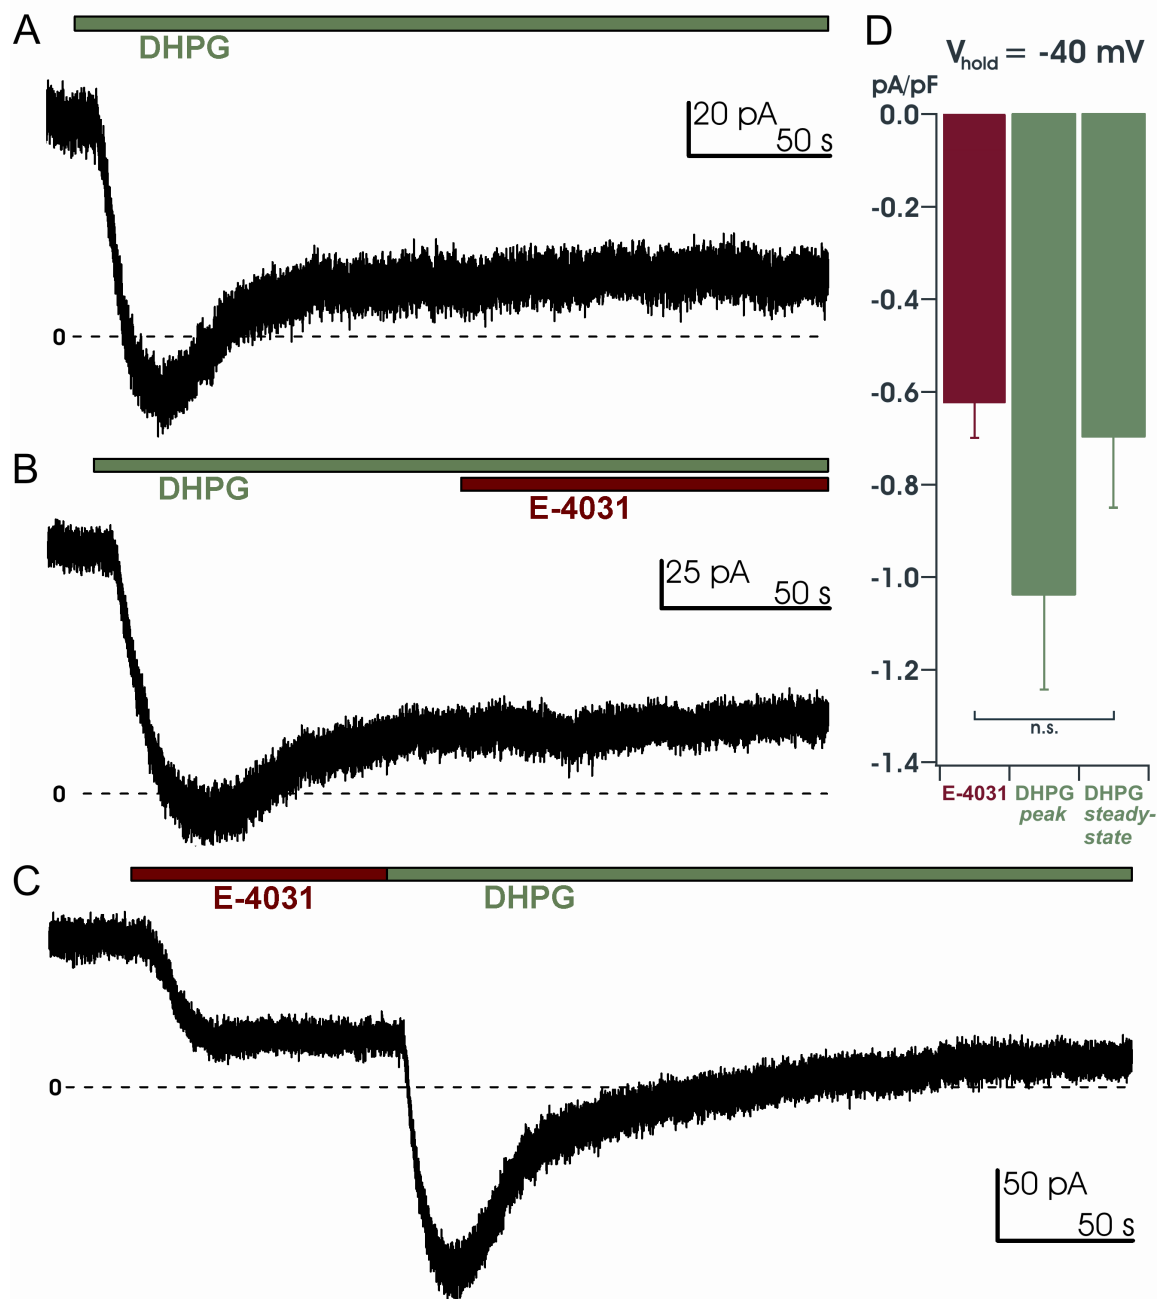 A
DHPG
20 pA
50 s
0
B
DHPG
E-4031
25 pA
50 s
0
C
E-4031
DHPG
0
50 pA
50 s
D
Vhold = -40 mV
pA/pF
0.0
-0.2
-0.4
-0.6
-0.8
-1.0
-1.2
-1.4
n.s.
E-4031
DHPG
peak
DHPG
steady-
state